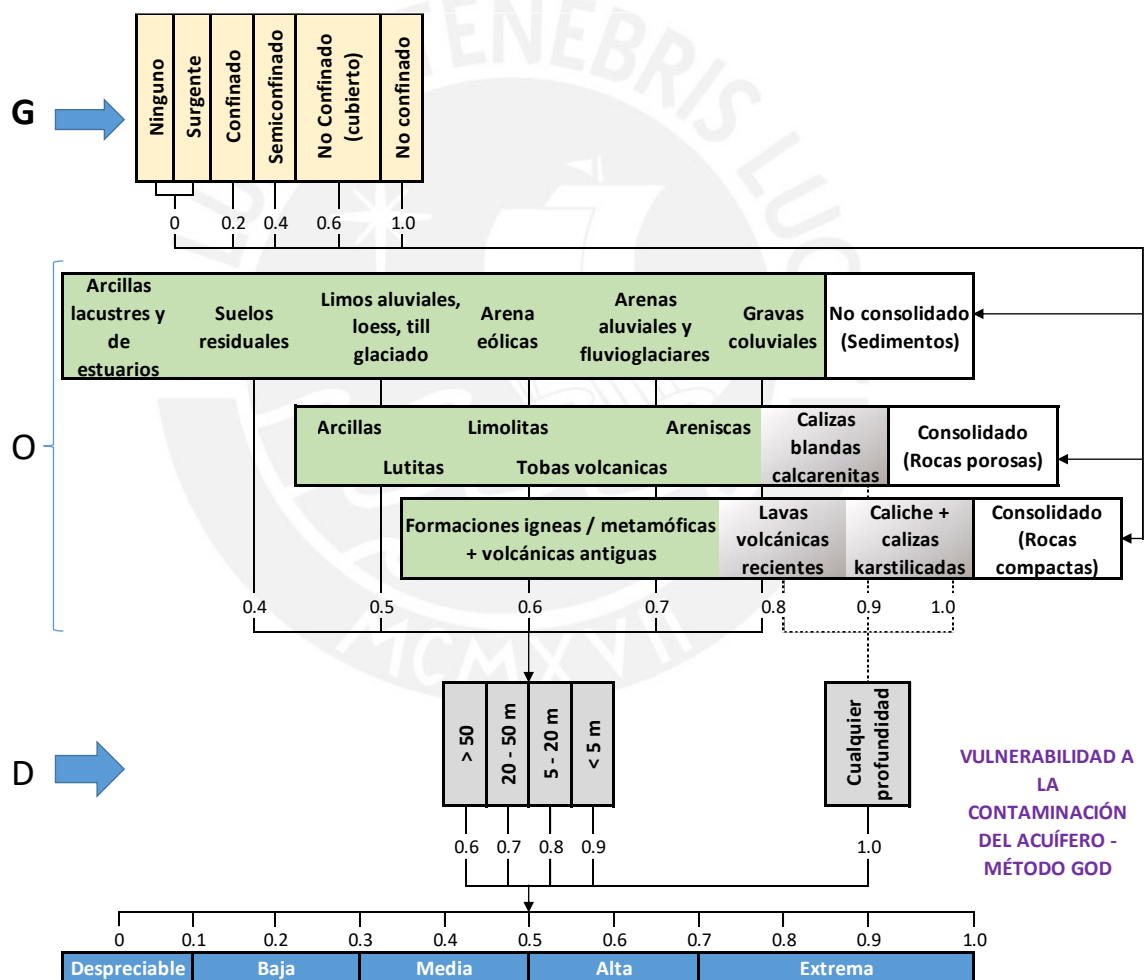 G
Ninguno
Surgente
Confinado
Semiconfinado
No Confinado
(cubierto)
No confinado
0
0.2
0.4
0.6
1.0
O
Arcillas
lacustres y
de
estuarios
Suelos
residuales
Limos aluviales,
loess, till
glaciado
Arena
eólicas
Arenas
aluviales y
fluvioglaciares
Gravas
coluviales
No consolidado
(Sedimentos)
Arcillas
Lutitas
Limolitas
Tobas volcanicas
Areniscas
Calizas
blandas
calcarenitas
Consolidado
(Rocas porosas)
Formaciones igneas / metamóficas
+ volcánicas antiguas
Lavas
volcánicas
recientes
Caliche +
calizas
karstilicadas
Consolidado
(Rocas
compactas)
0.4
0.5
0.6
0.7
0.8
0.9
1.0
D
> 50
20 - 50 m
5 - 20 m
< 5 m
Cualquier
profundidad
0.6
0.7
0.8
0.9
1.0
VULNERABILIDAD A
LA
CONTAMINACIÓN
DEL ACUÍFERO -
MÉTODO GOD
0
0.1
0.2
0.3
0.4
0.5
0.6
0.7
0.8
0.9
1.0
Despreciable
Baja
Media
Alta
Extrema
TENEBRIS
MCMXVII